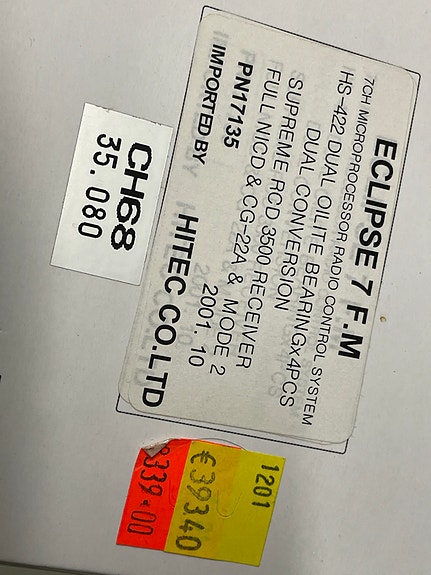 ECLIPSE 7 F.M
7CH MICROPROCESSOR RADIO CONTROL SYSTEM
HS-422 DUAL OILITE BEARINGx4PCS
DUAL CONVERSION
SUPREME RCD 3500 RECEIVER
FULL NICD & CG-22A & MODE 2
PN17135
2001. 10
IMPORTED BY
HITEC CO.LTD
CH68
35.080
1201
€39340
339.00